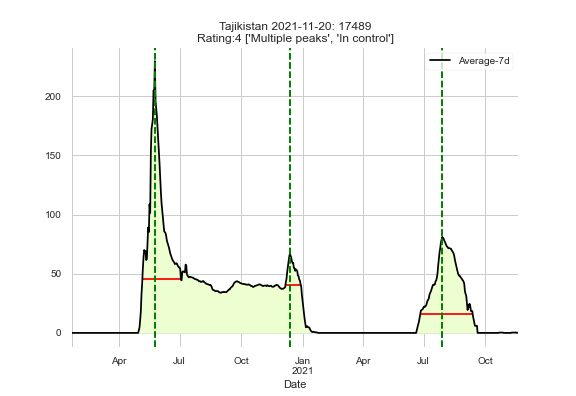 Tajikistan 2021-11-20: 17489
Rating:4 ['Multiple peaks', 'In control']
Average-7d
200
150
100
50
0
Apr
Jul
Oct
Jan
2021
Apr
Jul
Oct
Date